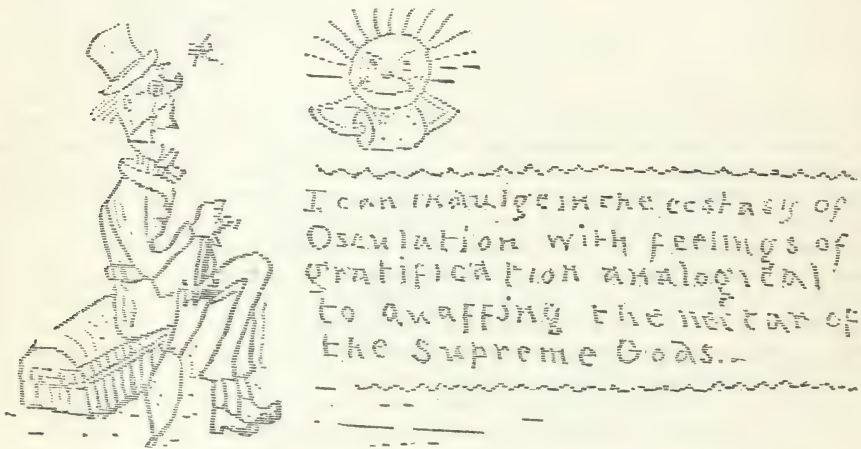 I can indulge in the ecstasis of
Osculation with feelings of
gratification analogical
to quaffing the nectar of
the Supreme Gods.-